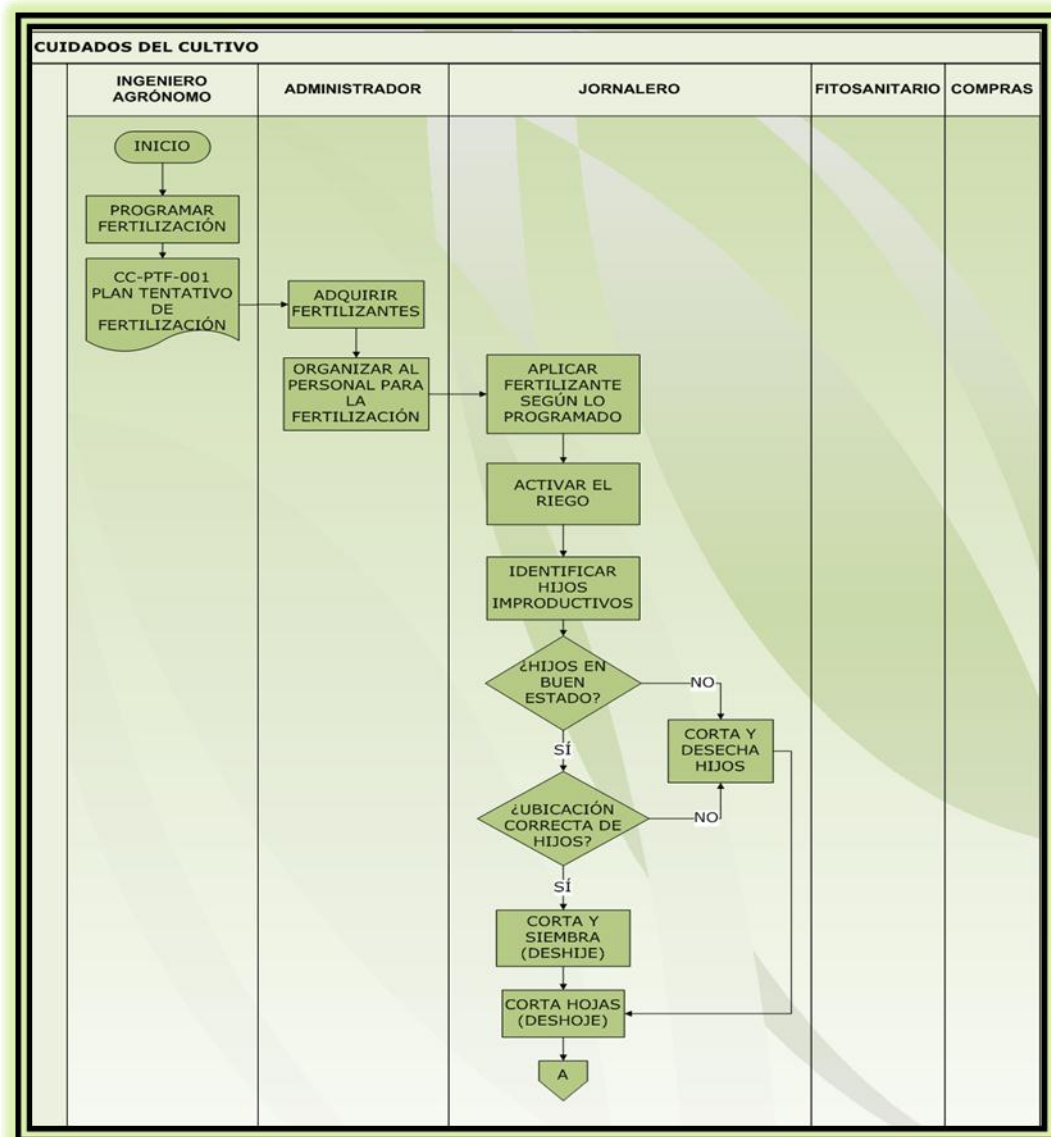 CUIDADOS DEL CULTIVO
INGENIERO
AGRÓNOMO
ADMINISTRADOR
JORNALERO
FITOSANITARIO
COMPRAS
INICIO
PROGRAMAR
FERTILIZACIÓN
CC-PTF-001
PLAN TENTATIVO
DE
FERTILIZACIÓN
ADQUIRIR
FERTILIZANTES
ORGANIZAR AL
PERSONAL PARA
LA
FERTILIZACIÓN
APLICAR
FERTILIZANTE
SEGÚN LO
PROGRAMADO
ACTIVAR EL
RIEGO
IDENTIFICAR
HIJOS
IMPRODUCTIVOS
¿HIJOS EN
BUEN
ESTADO?
NO
CORTA Y
DESECHA
HIJOS
SÍ
¿UBICACIÓN
CORRECTA DE
HIJOS?
NO
SÍ
CORTA Y
SIEMBRA
(DESHIJE)
CORTA HOJAS
(DESHOJE)
A